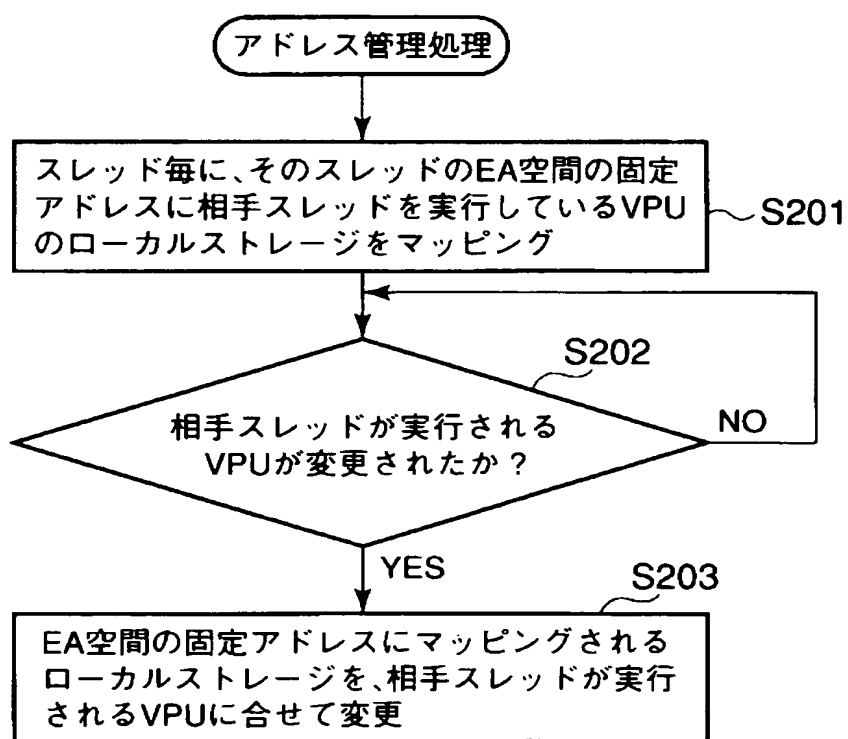 アドレス管理処理
スレッド毎に、そのスレッドのEA空間の固定
アドレスに相手スレッドを実行しているVPU
のローカルストレージをマッピング
S201
S202
相手スレッドが実行される
VPUが変更されたか?
NO
YES
S203
EA空間の固定アドレスにマッピングされる
ローカルストレージを、相手スレッドが実行
されるVPUに合せて変更